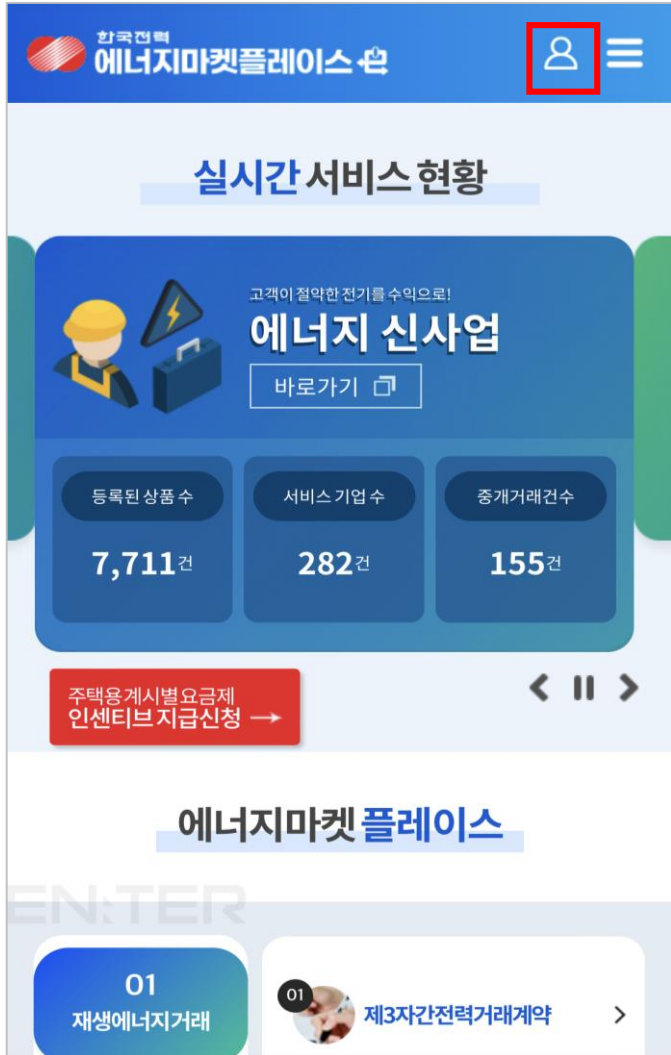 한국전력
에너지마켓플레이스
실시간 서비스 현황
고객이 절약한 전기를 수익으로!
에너지 신사업
바로가기
등록된 상품 수
서비스 기업 수
중개거래건수
7,711건
282건
155건
주택용계시별요금제
인센티브 지급신청 →
에너지마켓 플레이스
EN:TER
01
재생에너지거래
01
제3자간전력거래계약